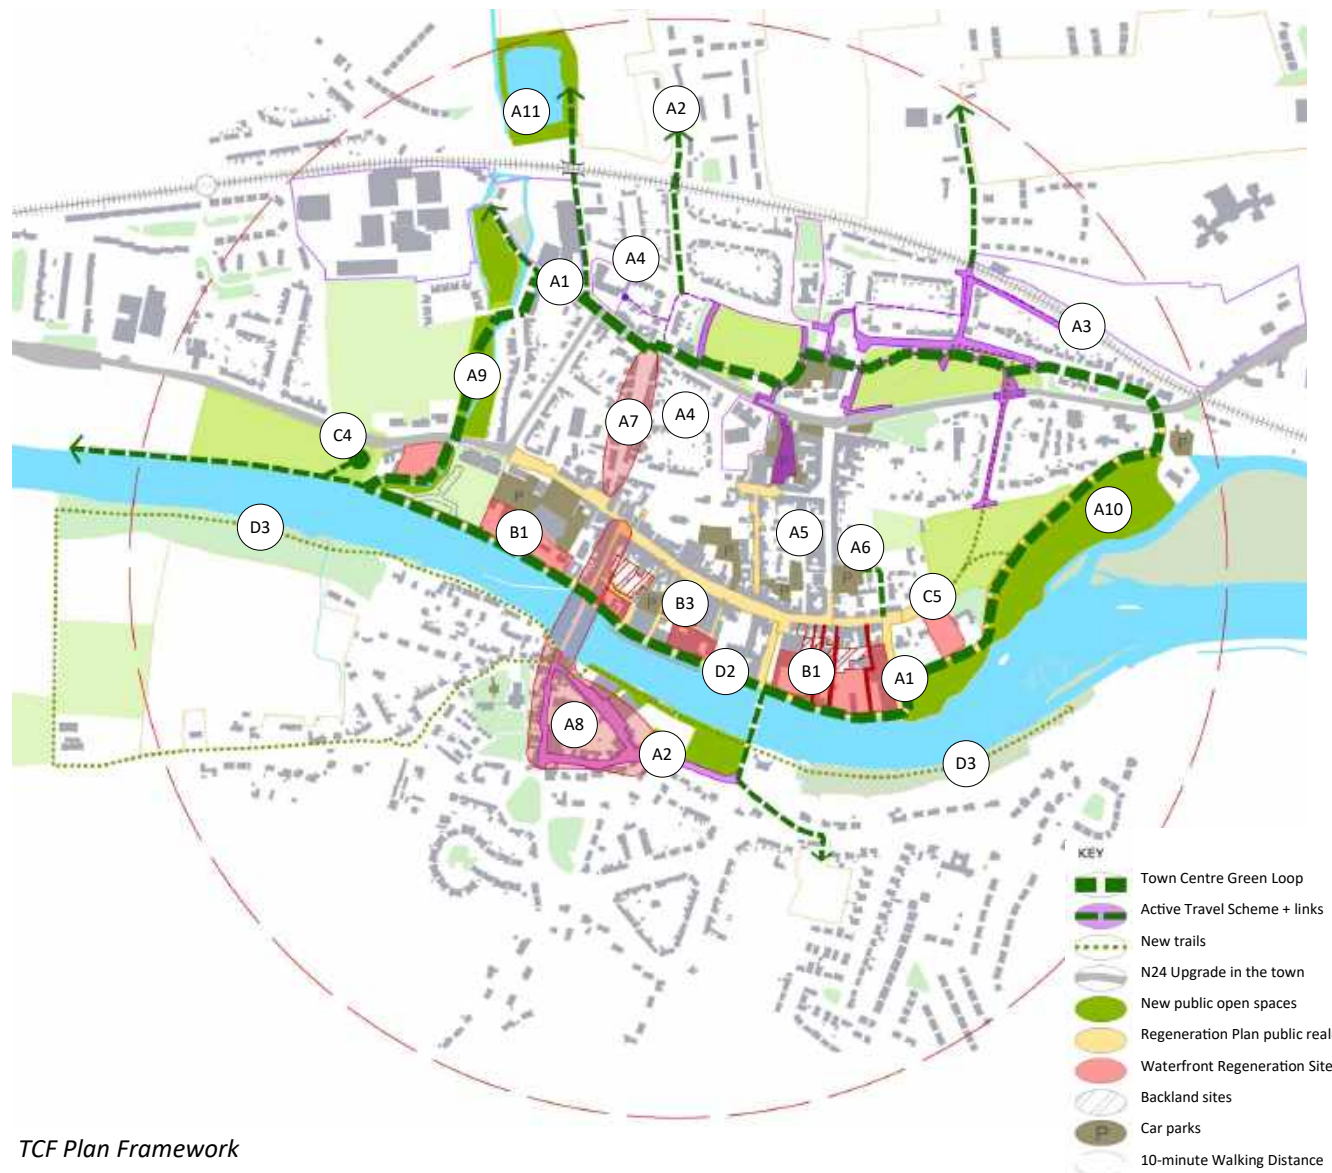 A11
A2
A4
A1
A3
A9
A7
A4
C4
A10
P
D3
P
B1
A5
A6
P
P
C5
P
B3
P
D2
B1
A1
A8
A2
D3
KEY
Town Centre Green Loop
Active Travel Scheme + links
New trails
N24 Upgrade in the town
New public open spaces
Regeneration Plan public real
Waterfront Regeneration Site
Backland sites
P
Car parks
10-minute Walking Distance
TCF Plan Framework